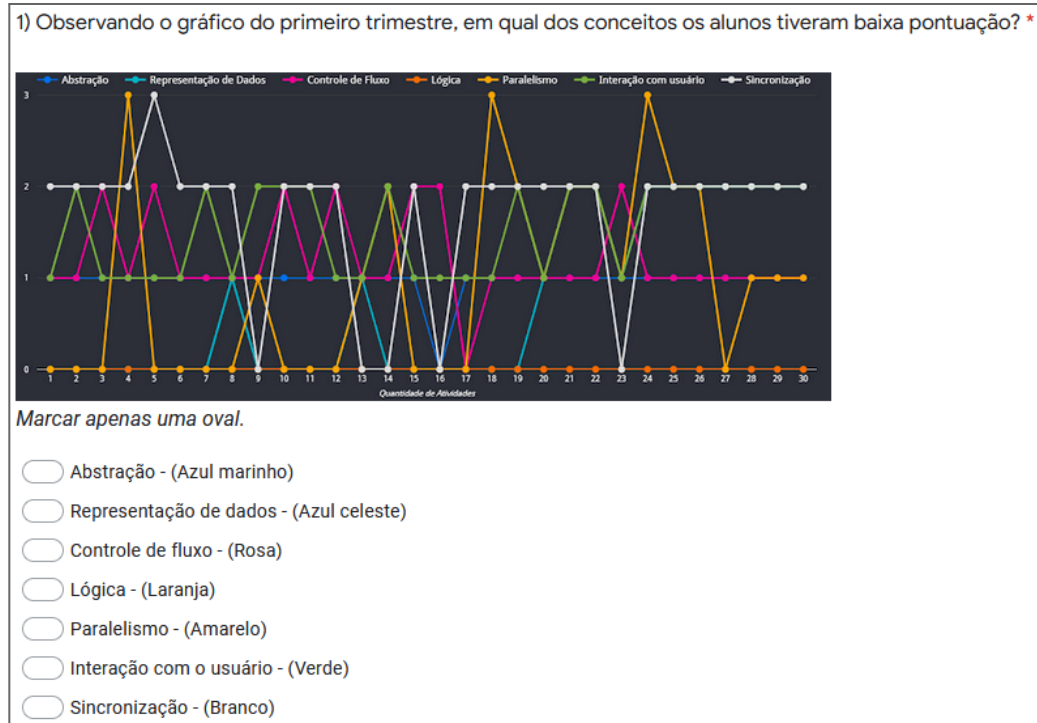 1) Observando o gráfico do primeiro trimestre, em qual dos conceitos os alunos tiveram baixa pontuação? *
Abstração Representação de Dados Controle de Fluxo Lógica Paralelismo Interação com usuário Sincronização
3
2
1
0
1 2 3 4 5 6 7 8 9 10 11 12 13 14 15 16 17 18 19 20 21 22 23 24 25 26 27 28 29 30
Quantidade de Atividades
Marcar apenas uma oval.
Abstração - (Azul marinho)
Representação de dados - (Azul celeste)
Controle de fluxo - (Rosa)
Lógica - (Laranja)
Paralelismo - (Amarelo)
Interação com o usuário - (Verde)
Sincronização - (Branco)